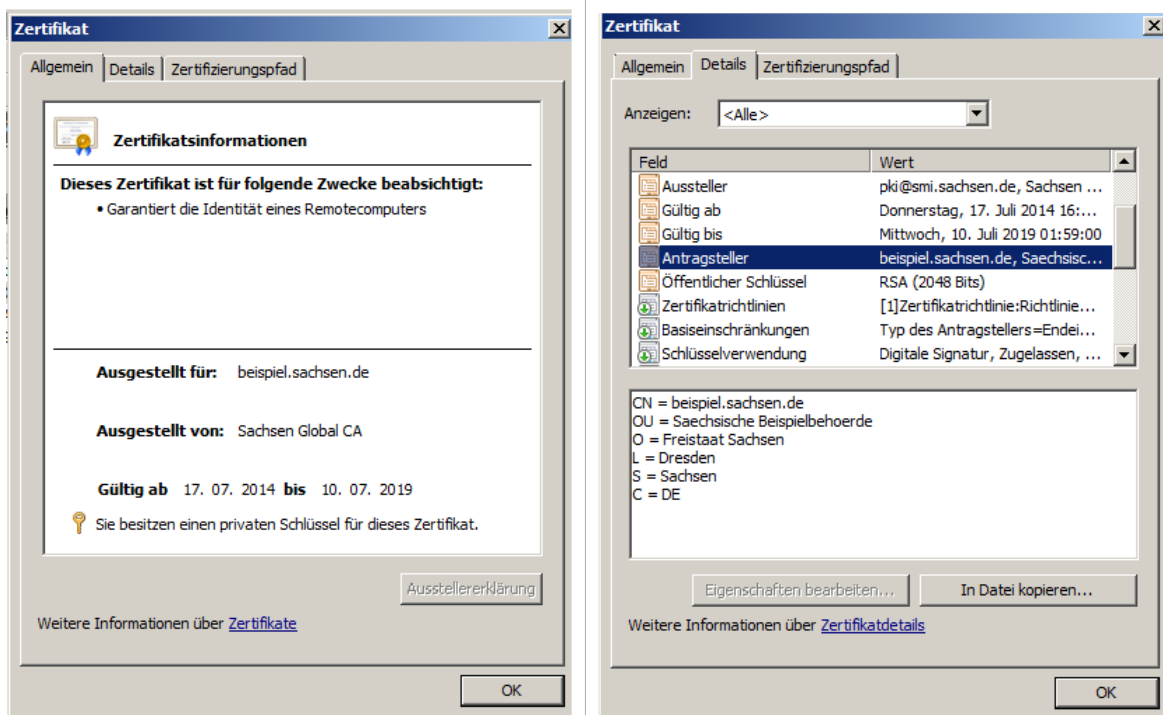 Zertifikat
Allgemein Details Zertifizierungspfad
Zertifikatsinformationen
Dieses Zertifikat ist für folgende Zwecke beabsichtigt:
• Garantiert die Identität eines Remotecomputers
Ausgestellt für: beispiel.sachsen.de
Ausgestellt von: Sachsen Global CA
Gültig ab 17. 07. 2014 bis 10. 07. 2019
Sie besitzen einen privaten Schlüssel für dieses Zertifikat.
Ausstellererklärung
Weitere Informationen über Zertifikate
OK
Zertifikat
Allgemein Details Zertifizierungspfad
Anzeigen: <Alle>
Feld Wert
Aussteller pki@smi.sachsen.de, Sachsen ...
Gültig ab Donnerstag, 17. Juli 2014 16:...
Gültig bis Mittwoch, 10. Juli 2019 01:59:00
Antragsteller beispiel.sachsen.de, Saechsisc...
Öffentlicher Schlüssel RSA (2048 Bits)
Zertifikatrichtlinien [1]Zertifikatrichtlinie:Richtlinie...
Basiseinschränkungen Typ des Antragstellers=Endei...
Schlüsselverwendung Digitale Signatur, Zugelassen, ...
CN = beispiel.sachsen.de
OU = Saechsische Beispielbehoerde
O = Freistaat Sachsen
L = Dresden
S = Sachsen
C = DE
Eigenschaften bearbeiten... In Datei kopieren...
Weitere Informationen über Zertifikatdetails
OK